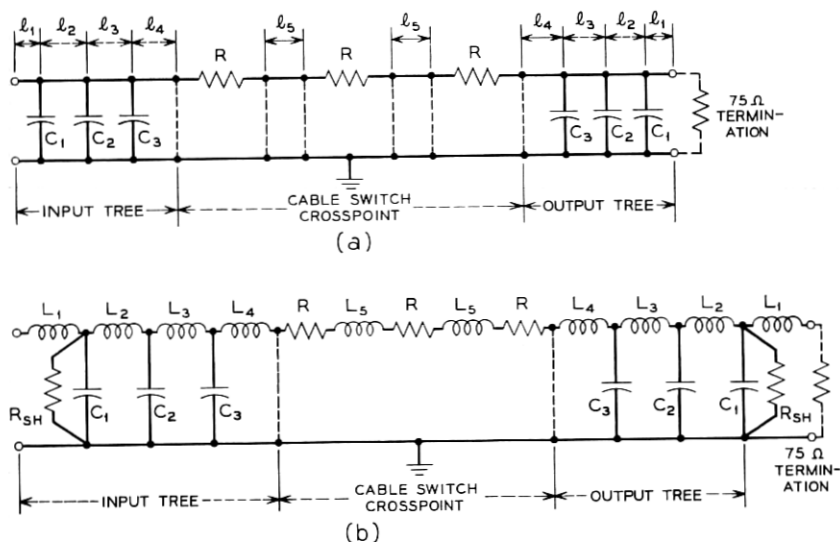 ℓ1 ℓ2 ℓ3 ℓ4 ℓ5 ℓ5 ℓ4 ℓ3 ℓ2 ℓ1
R R R
C1 C2 C3 C3 C2 C1
75 Ω
TERMIN-
ATION
INPUT TREE
CABLE SWITCH
CROSSPOINT
OUTPUT TREE
(a)
L1 L2 L3 L4 R L5 R L5 R L4 L3 L2 L1
RSH C1 C2 C3 C3 C2 C1 RSH
75 Ω
TERMIN-
ATION
INPUT TREE
CABLE SWITCH
CROSSPOINT
OUTPUT TREE
(b)